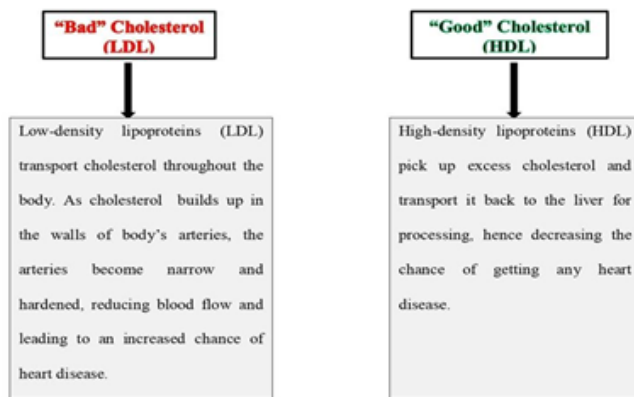 “Bad” Cholesterol
(LDL)
Low-density lipoproteins (LDL)
transport cholesterol throughout the
body. As cholesterol builds up in
the walls of body’s arteries, the
arteries become narrow and
hardened, reducing blood flow and
leading to an increased chance of
heart disease.
“Good” Cholesterol
(HDL)
High-density lipoproteins (HDL)
pick up excess cholesterol and
transport it back to the liver for
processing, hence decreasing the
chance of getting any heart
disease.